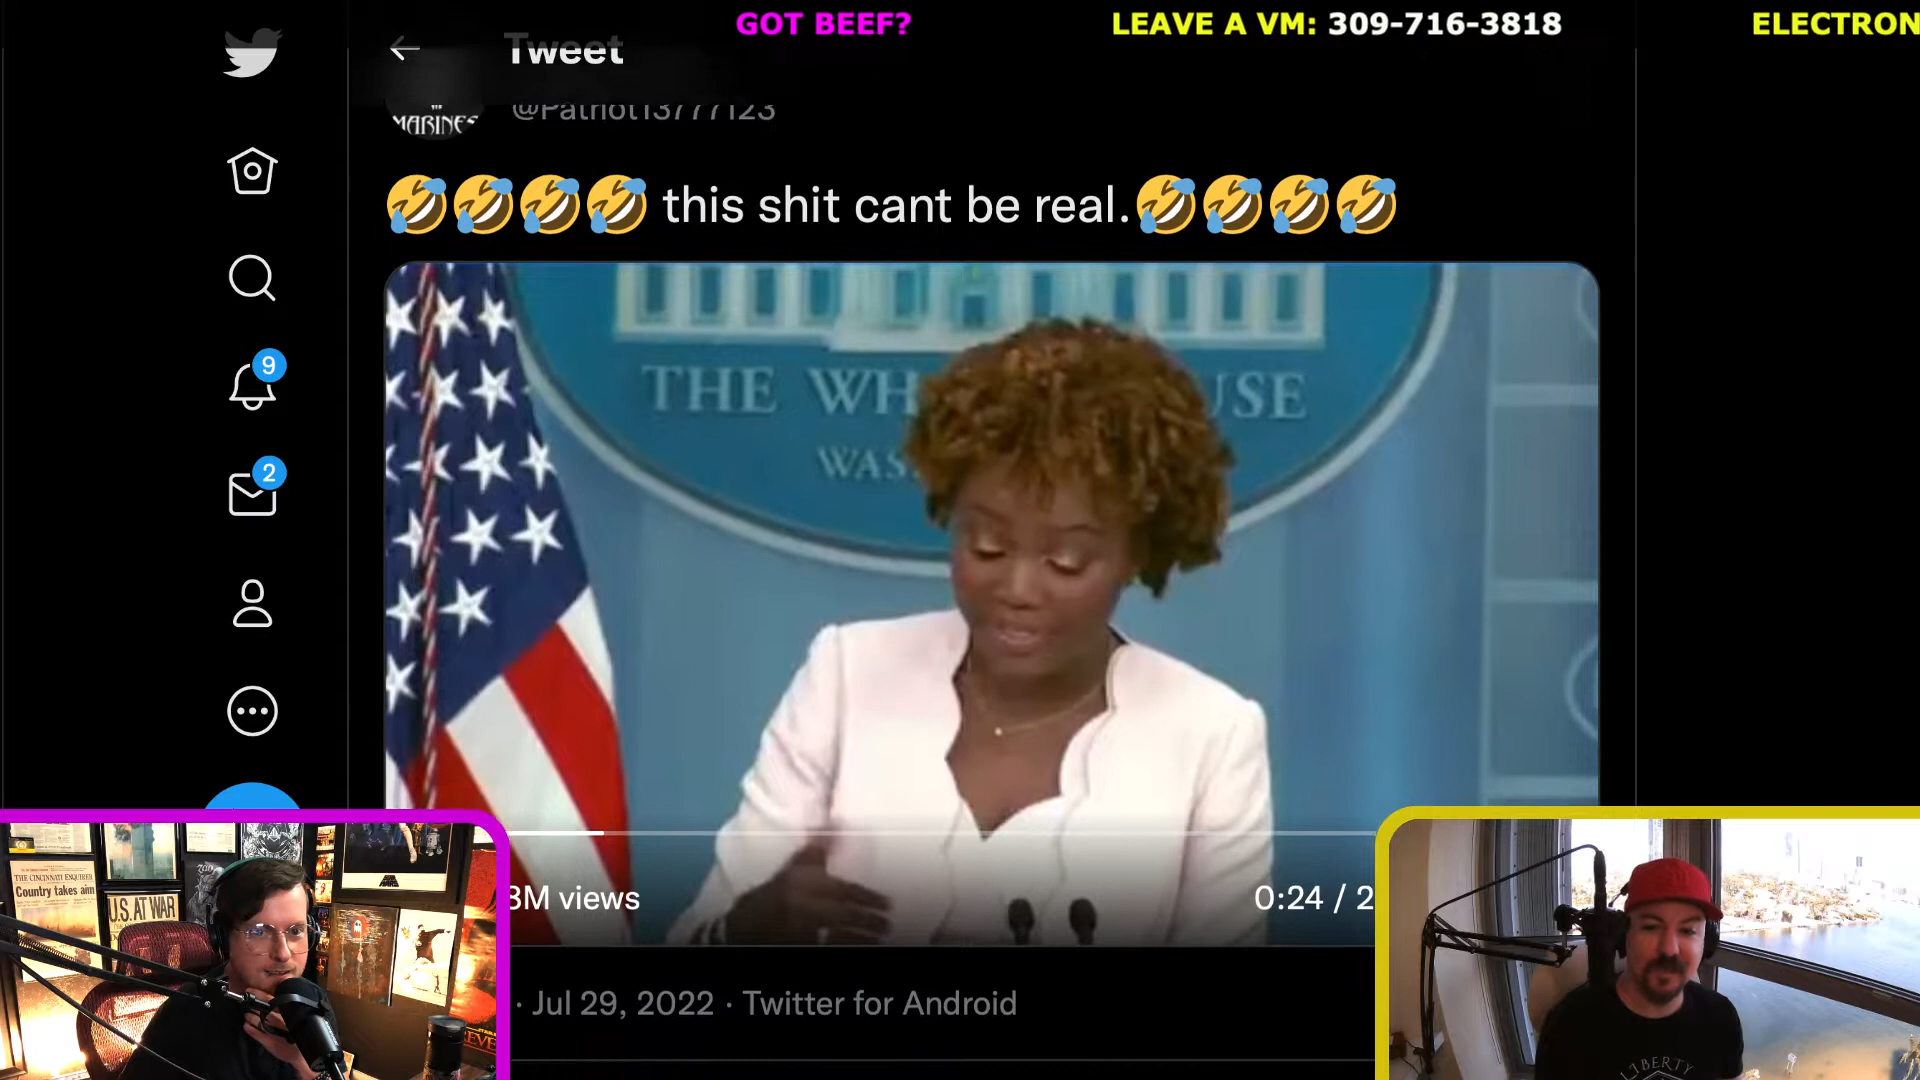 GOT BEEF? LEAVE A VM: 309-716-3818 ELECTRON
Tweet
@Patriot13777123
MARINES
this shit cant be real.
9
THE WH USE
WAS
2
3M views
0:24 / 2
Jul 29, 2022 · Twitter for Android
THE CINCINNATI ENQUIRER
Country takes aim
U.S. AT WAR
LIBERTY